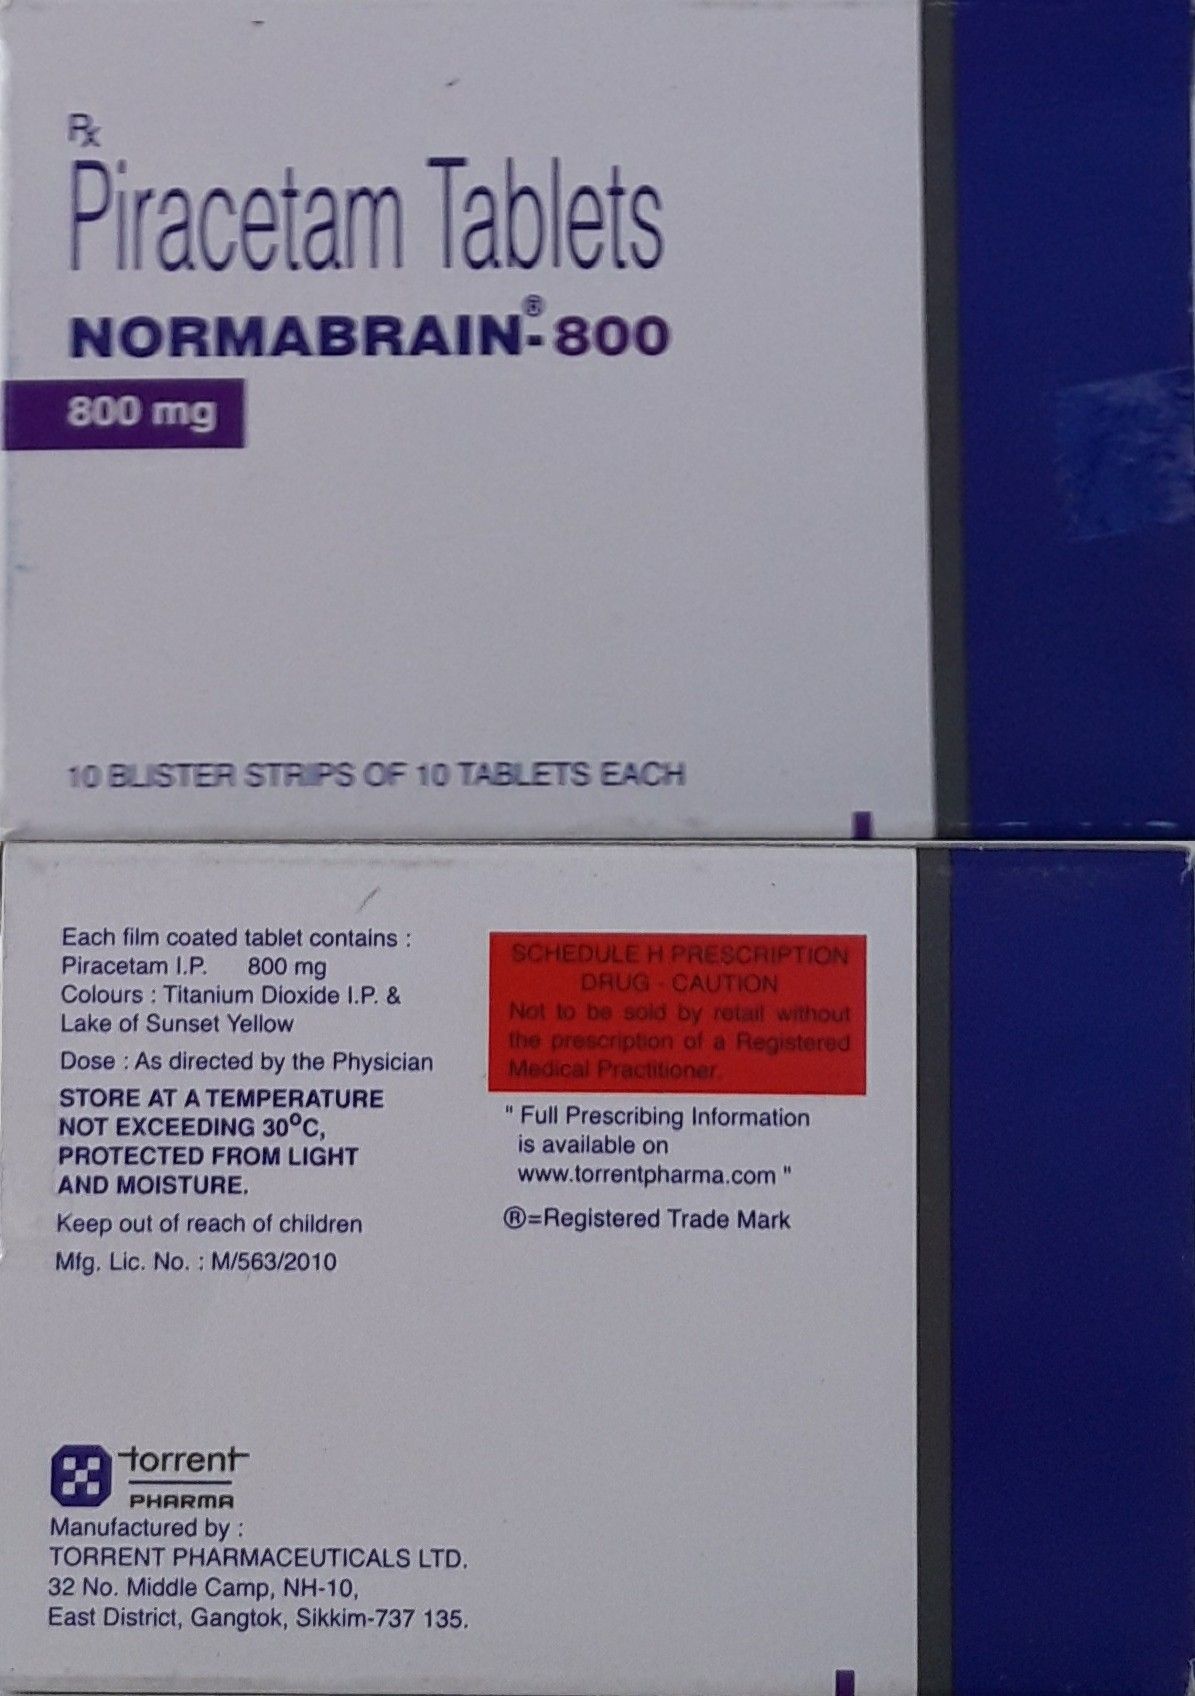 Rx
Piracetam Tablets
NORMABRAIN®-800
800 mg
10 BLISTER STRIPS OF 10 TABLETS EACH
Each film coated tablet contains :
Piracetam I.P. 800 mg
Colours : Titanium Dioxide I.P. &
Lake of Sunset Yellow
Dose : As directed by the Physician
STORE AT A TEMPERATURE
NOT EXCEEDING 30°C,
PROTECTED FROM LIGHT
AND MOISTURE.
Keep out of reach of children
Mfg. Lic. No. : M/563/2010
SCHEDULE H PRESCRIPTION
DRUG - CAUTION
Not to be sold by retail without
the prescription of a Registered
Medical Practitioner.
" Full Prescribing Information
is available on
www.torrentpharma.com "
®=Registered Trade Mark
torrent
PHARMA
Manufactured by :
TORRENT PHARMACEUTICALS LTD.
32 No. Middle Camp, NH-10,
East District, Gangtok, Sikkim-737 135.